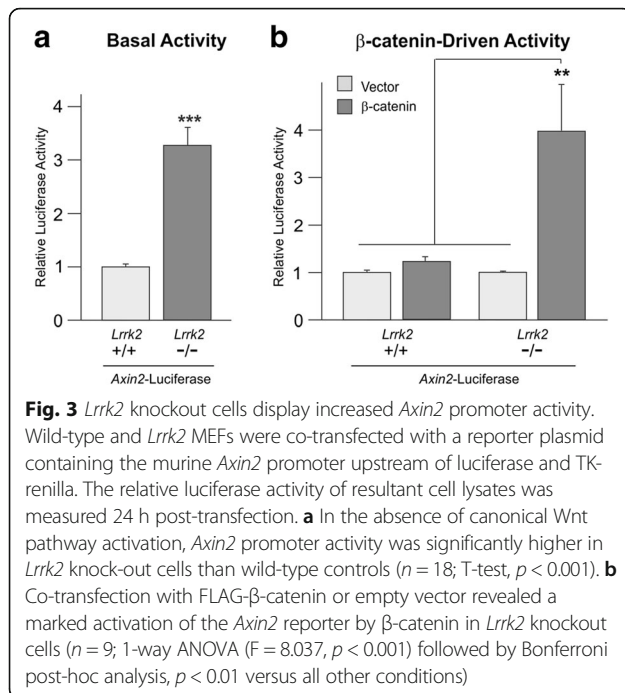 a Basal Activity
Relative Luciferase Activity
4
3
2
1
0
***
Lrrk2 Lrrk2
+/+ −/−
Axin2-Luciferase
b β-catenin-Driven Activity
Vector
β-catenin
Relative Luciferase Activity
4
3
2
1
0
**
Lrrk2 Lrrk2
+/+ −/−
Axin2-Luciferase
Fig. 3 Lrrk2 knockout cells display increased Axin2 promoter activity.
Wild-type and Lrrk2 MEFs were co-transfected with a reporter plasmid
containing the murine Axin2 promoter upstream of luciferase and TK-
renilla. The relative luciferase activity of resultant cell lysates was
measured 24 h post-transfection. a In the absence of canonical Wnt
pathway activation, Axin2 promoter activity was significantly higher in
Lrrk2 knock-out cells than wild-type controls (n = 18; T-test, p < 0.001). b
Co-transfection with FLAG-β-catenin or empty vector revealed a
marked activation of the Axin2 reporter by β-catenin in Lrrk2 knockout
cells (n = 9; 1-way ANOVA (F = 8.037, p < 0.001) followed by Bonferroni
post-hoc analysis, p < 0.01 versus all other conditions)